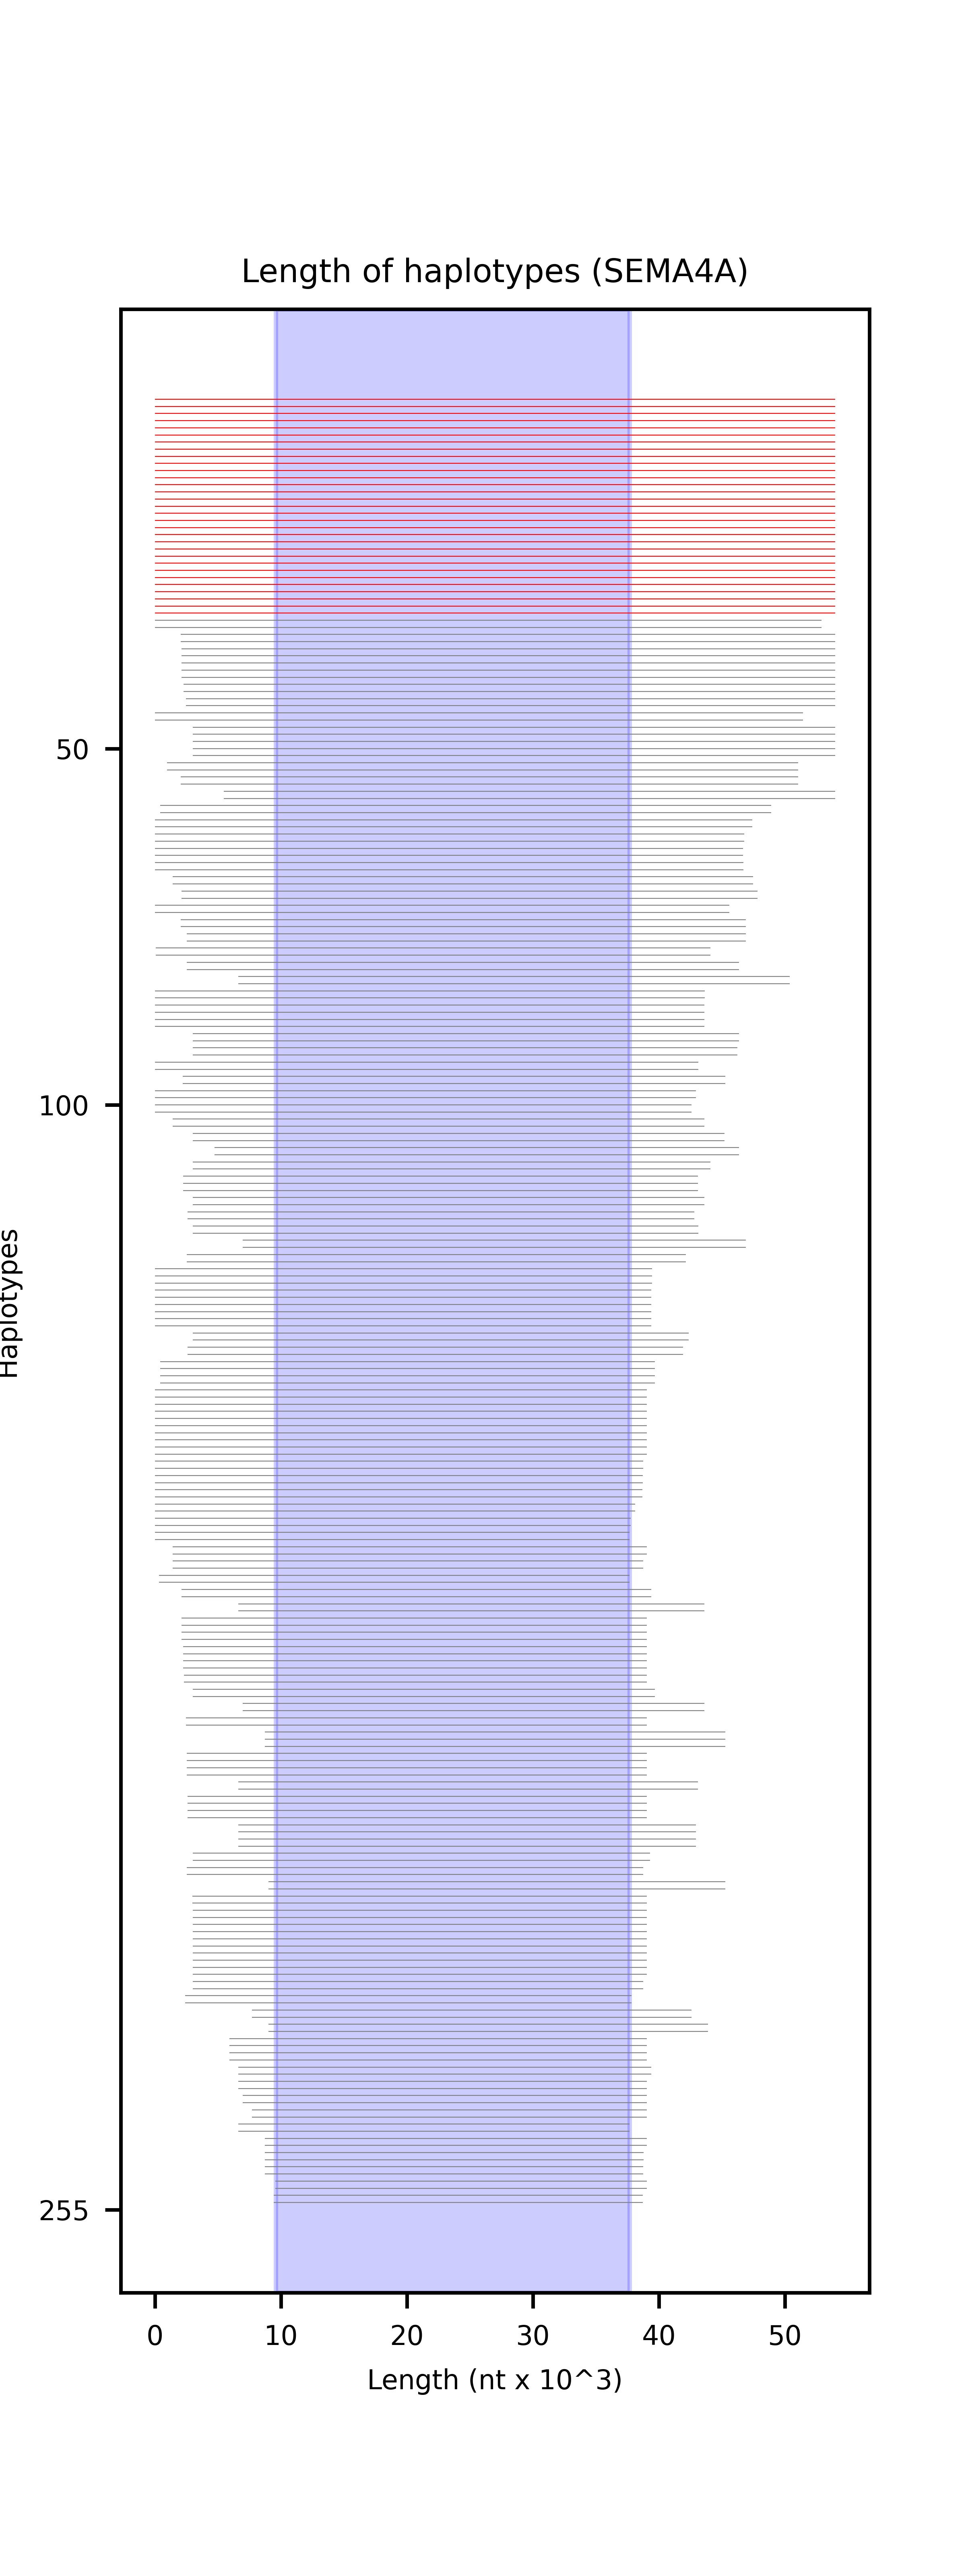 Length of haplotypes (SEMA4A)
50
100
Haplotypes
255
0 10 20 30 40 50
Length (nt x 10^3)